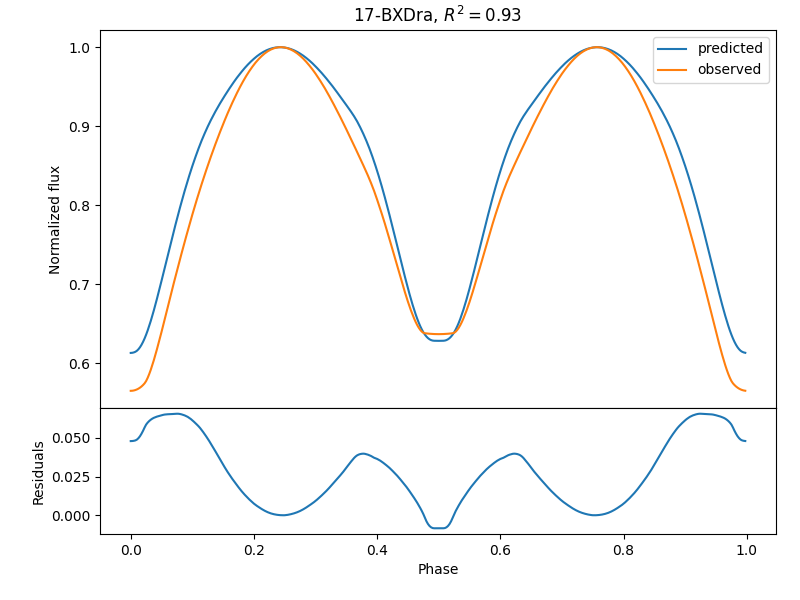 17-BXDra, R² = 0.93
predicted
observed
Normalized flux
1.0
0.9
0.8
0.7
0.6
Residuals
0.050
0.025
0.000
0.0 0.2 0.4 0.6 0.8 1.0
Phase